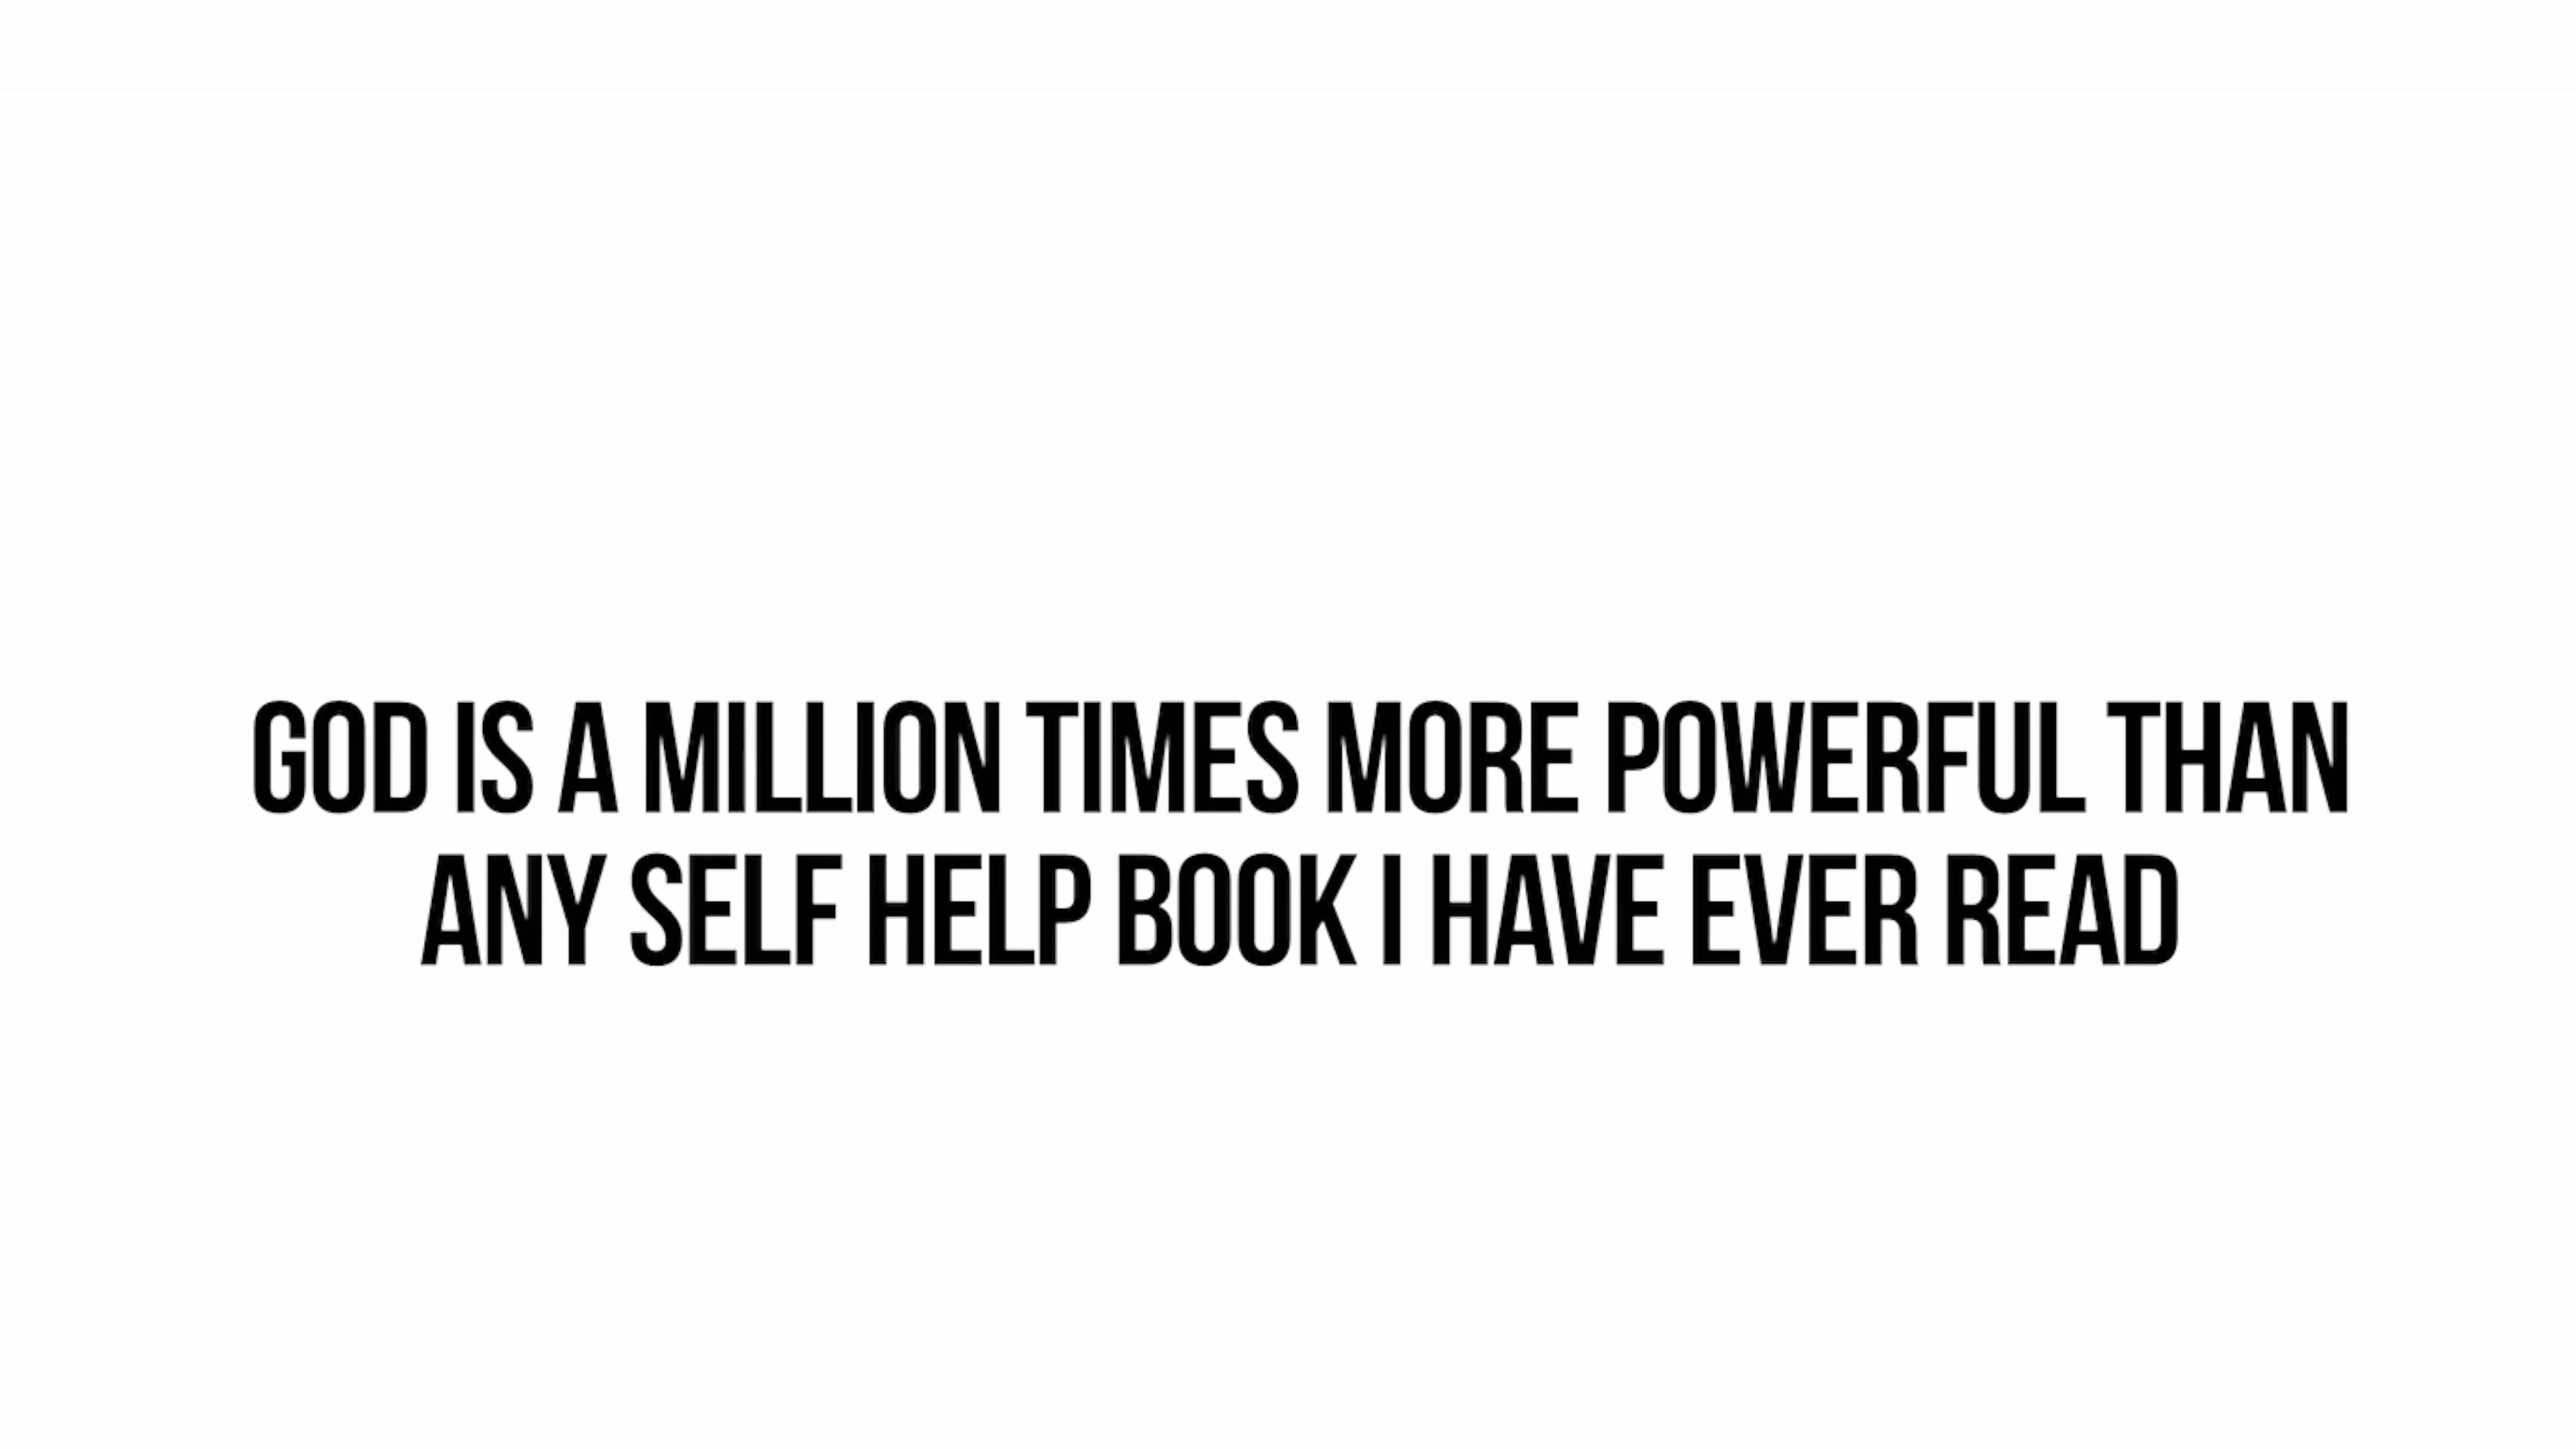 GOD IS A MILLION TIMES MORE POWERFUL THAN
ANY SELF HELP BOOK I HAVE EVER READ